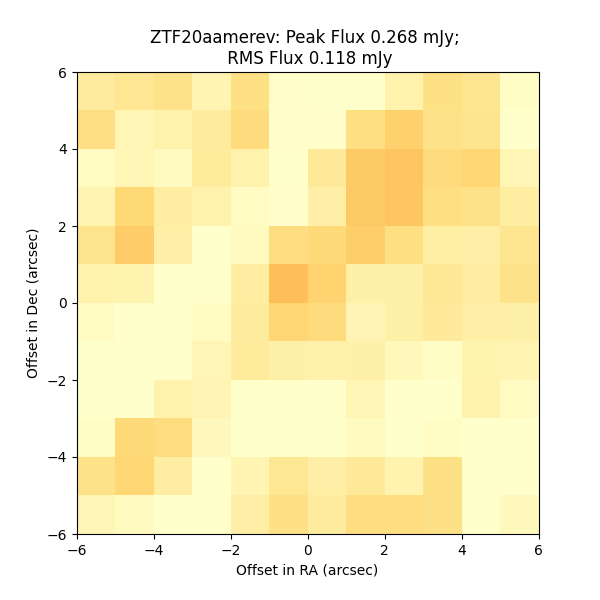 ZTF20aamerev: Peak Flux 0.268 mJy;
RMS Flux 0.118 mJy
6
4
2
0
−2
−4
−6
Offset in Dec (arcsec)
−6 −4 −2 0 2 4 6
Offset in RA (arcsec)